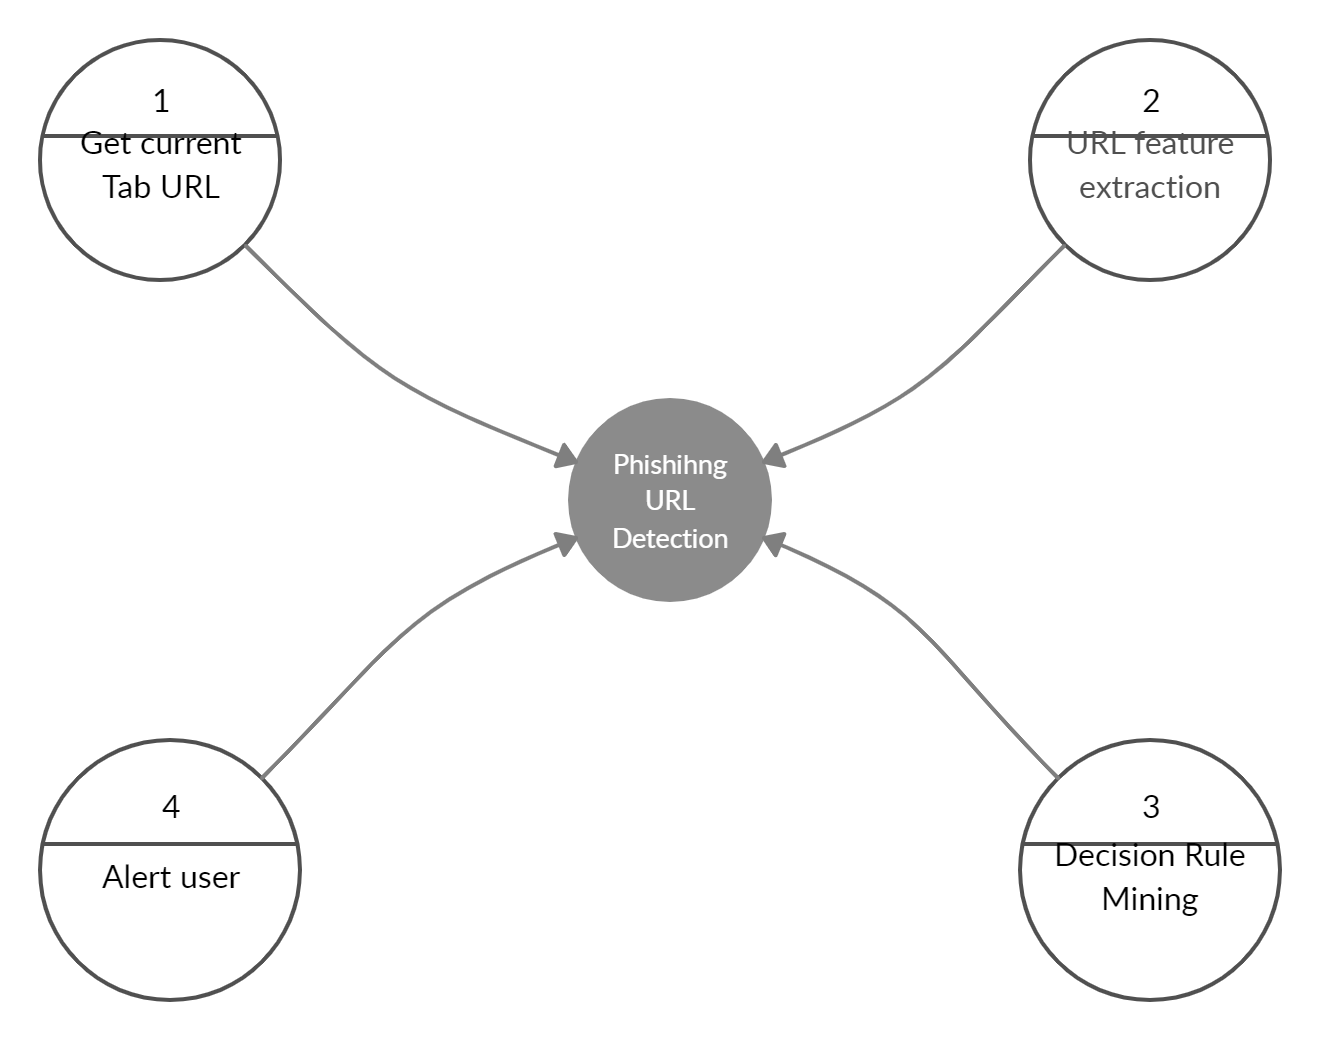 1
Get current
Tab URL
2
URL feature
extraction
Phishihng
URL
Detection
4
Alert user
3
Decision Rule
Mining